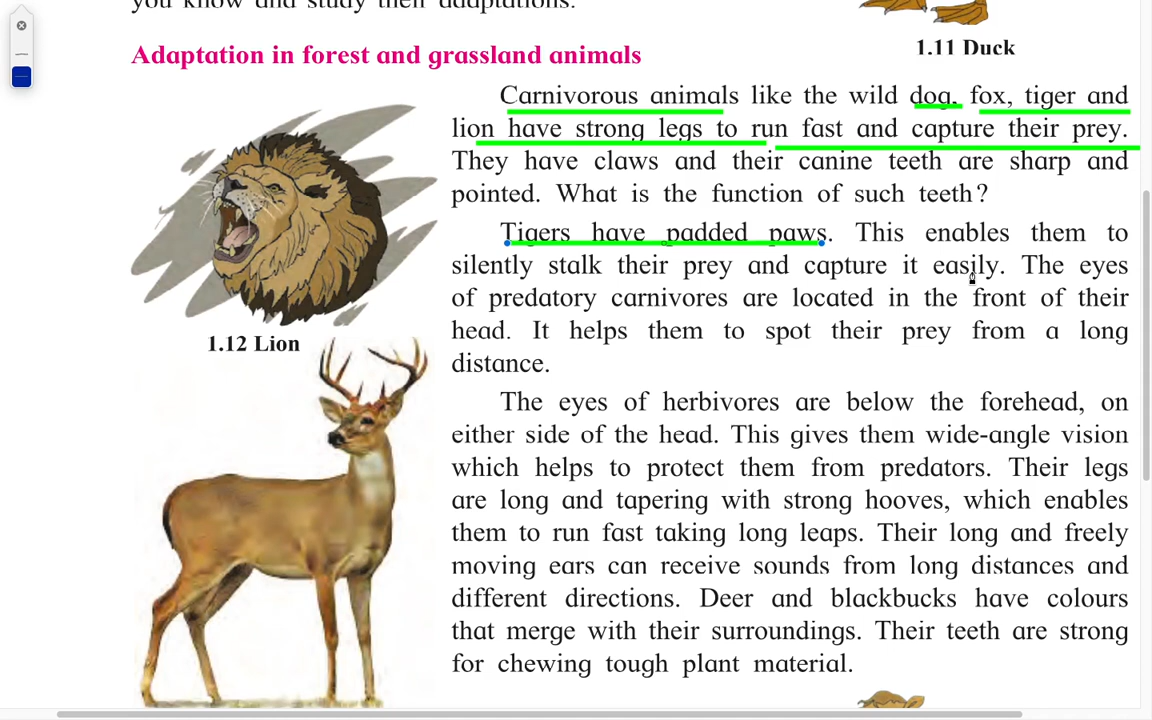 you know and study their adaptations.
1.11 Duck
Adaptation in forest and grassland animals
Carnivorous animals like the wild dog, fox, tiger and
lion have strong legs to run fast and capture their prey.
They have claws and their canine teeth are sharp and
pointed. What is the function of such teeth?
Tigers have padded paws. This enables them to
silently stalk their prey and capture it easily. The eyes
of predatory carnivores are located in the front of their
head. It helps them to spot their prey from a long
distance.
1.12 Lion
The eyes of herbivores are below the forehead, on
either side of the head. This gives them wide-angle vision
which helps to protect them from predators. Their legs
are long and tapering with strong hooves, which enables
them to run fast taking long leaps. Their long and freely
moving ears can receive sounds from long distances and
different directions. Deer and blackbucks have colours
that merge with their surroundings. Their teeth are strong
for chewing tough plant material.